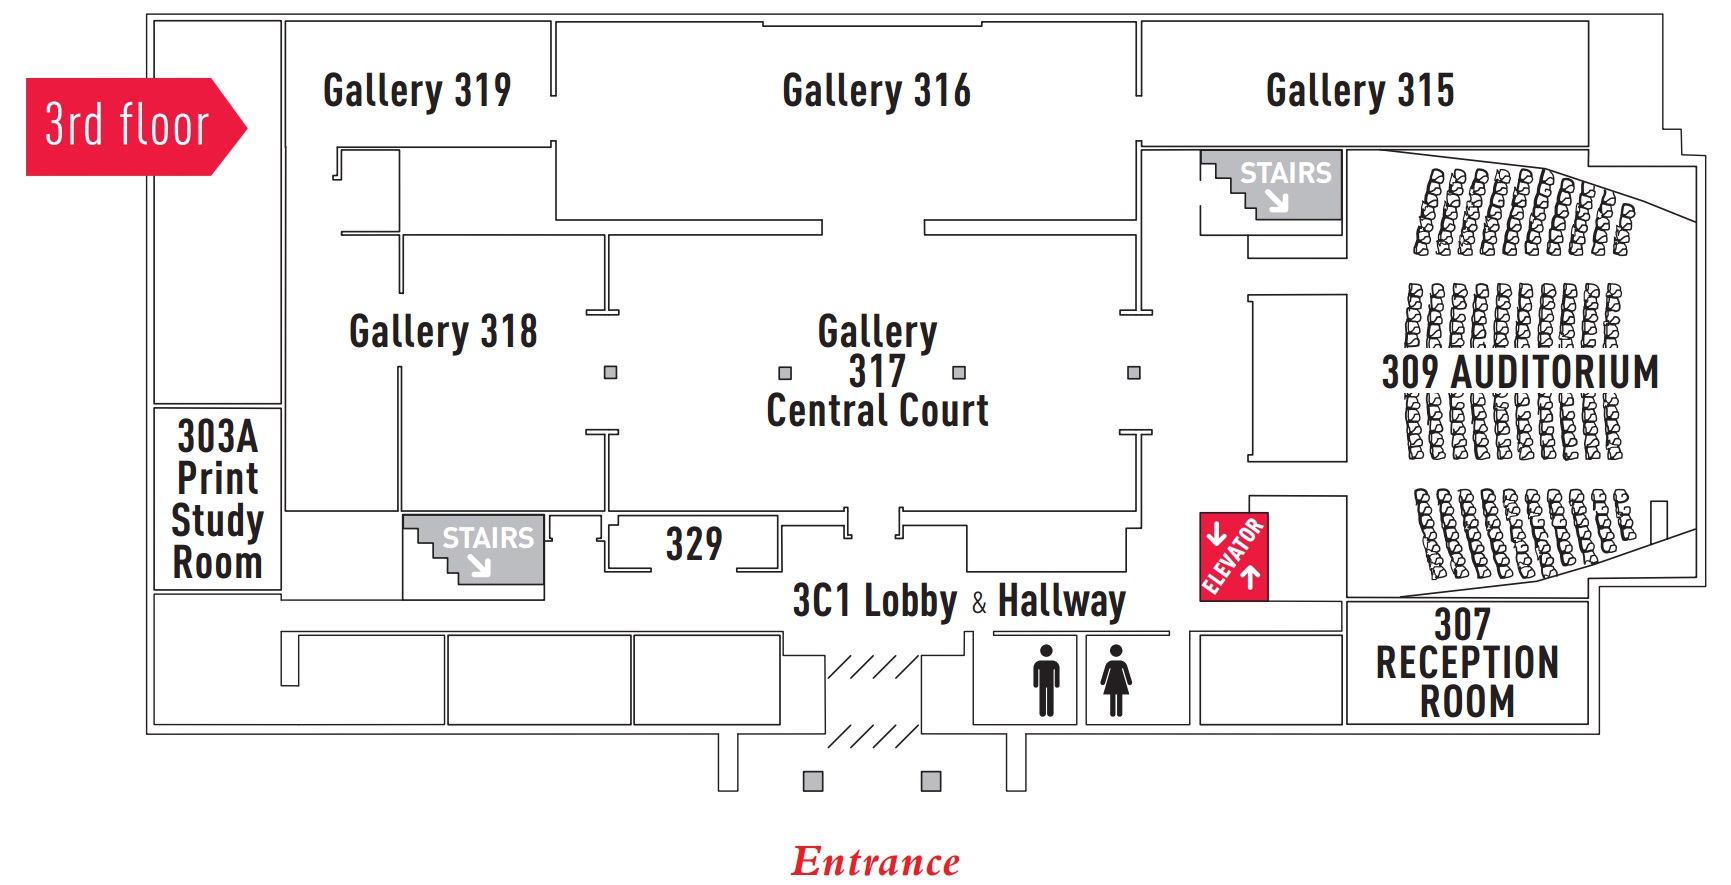 3rd floor
Gallery 319
Gallery 316
Gallery 315
STAIRS
Gallery 318
Gallery
317
Central Court
309 AUDITORIUM
303A
Print
Study
Room
STAIRS
329
ELEVATOR
3C1 Lobby & Hallway
307
RECEPTION
ROOM
Entrance